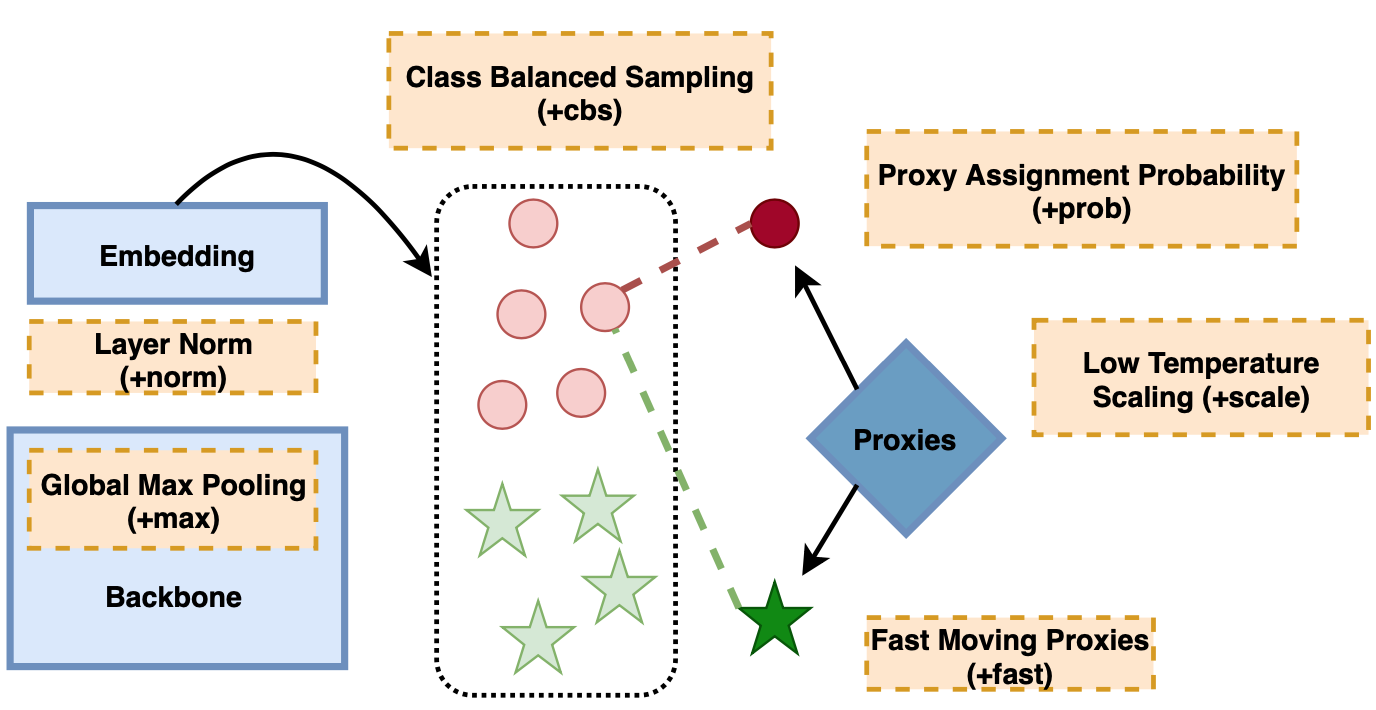 Class Balanced Sampling
(+cbs)
Proxy Assignment Probability
(+prob)
Embedding
Layer Norm
(+norm)
Low Temperature
Scaling (+scale)
Proxies
Global Max Pooling
(+max)
Backbone
Fast Moving Proxies
(+fast)